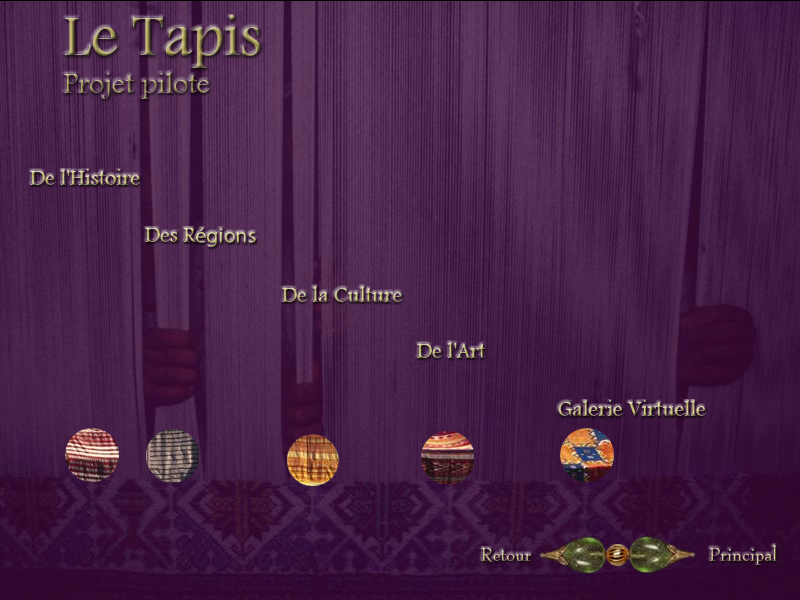 Le Tapis
Projet pilote
De l'Histoire
Des Régions
De la Culture
De l'Art
Galerie Virtuelle
Retour
Principal